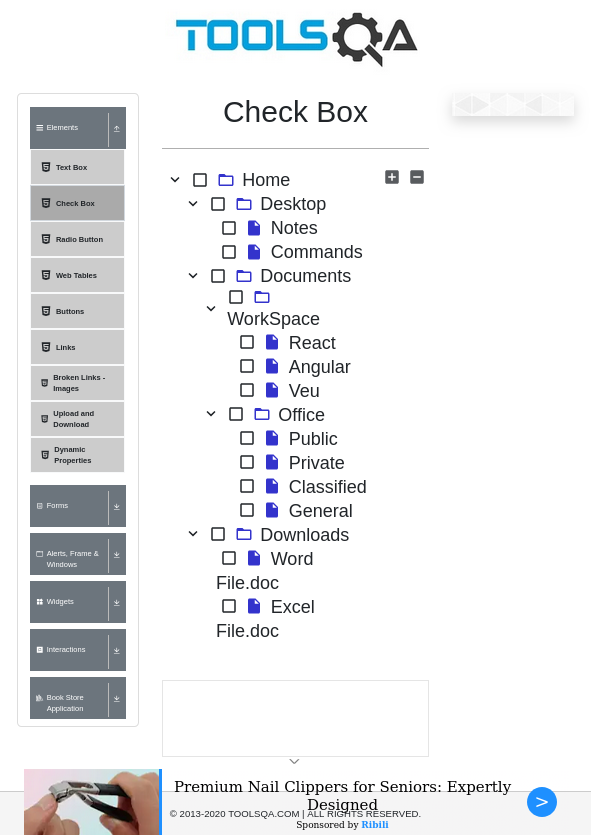 TOOLSQA
Check Box
Elements
Text Box
Check Box
Radio Button
Web Tables
Buttons
Links
Broken Links -
Images
Upload and
Download
Dynamic
Properties
Forms
Alerts, Frame &
Windows
Widgets
Interactions
Book Store
Application
Home
Desktop
Notes
Commands
Documents
WorkSpace
React
Angular
Veu
Office
Public
Private
Classified
General
Downloads
Word
File.doc
Excel
File.doc
Premium Nail Clippers for Seniors: Expertly
Designed
© 2013-2020 TOOLSQA.COM | ALL RIGHTS RESERVED.
Sponsored by Ribili